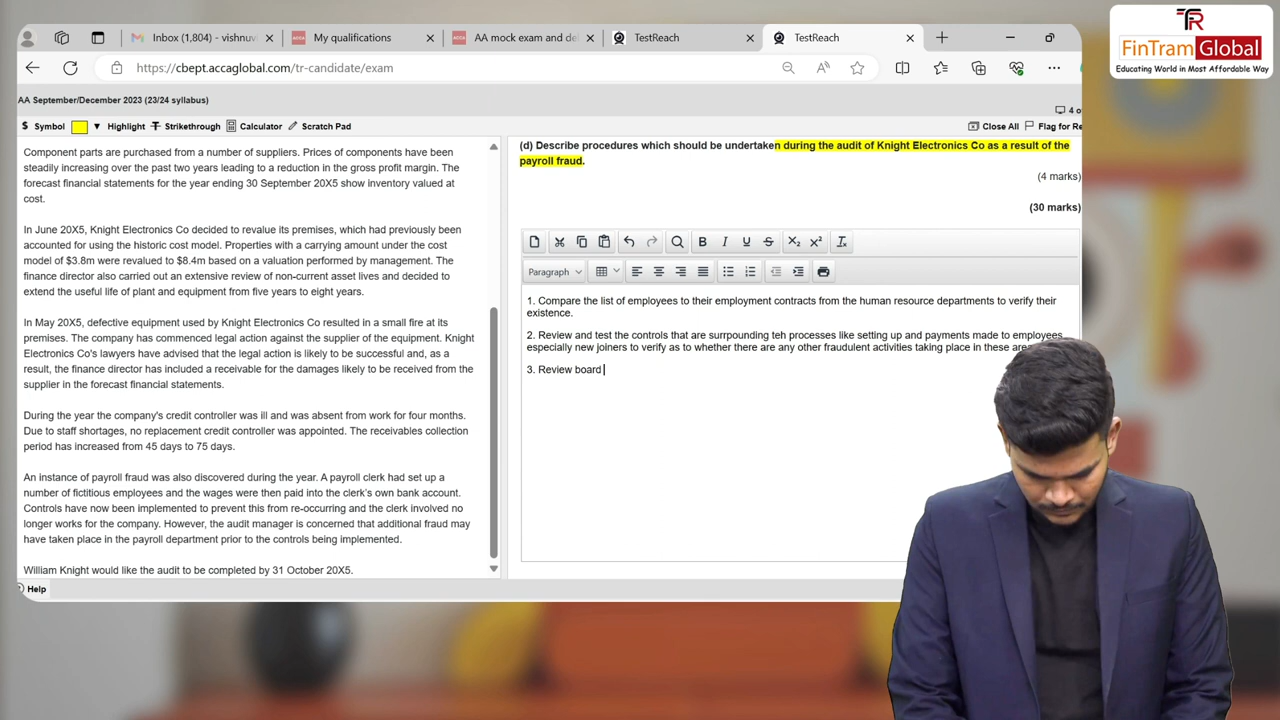 Inbox (1,804) - vishnuv
My qualifications
ACCA
AA mock exam and de
TestReach
TestReach
FinTram Global
Educating World in Most Affordable Way
https://cbept.accaglobal.com/tr-candidate/exam
AA September/December 2023 (23/24 syllabus)
4 o
$ Symbol Highlight Strikethrough Calculator Scratch Pad
Close All Flag for Re
Component parts are purchased from a number of suppliers. Prices of components have been
steadily increasing over the past two years leading to a reduction in the gross profit margin. The
forecast financial statements for the year ending 30 September 20X5 show inventory valued at
cost.
In June 20X5, Knight Electronics Co decided to revalue its premises, which had previously been
accounted for using the historic cost model. Properties with a carrying amount under the cost
model of $3.8m were revalued to $8.4m based on a valuation performed by management. The
finance director also carried out an extensive review of non-current asset lives and decided to
extend the useful life of plant and equipment from five years to eight years.
In May 20X5, defective equipment used by Knight Electronics Co resulted in a small fire at its
premises. The company has commenced legal action against the supplier of the equipment. Knight
Electronics Co's lawyers have advised that the legal action is likely to be successful and, as a
result, the finance director has included a receivable for the damages likely to be received from the
supplier in the forecast financial statements.
During the year the company's credit controller was ill and was absent from work for four months.
Due to staff shortages, no replacement credit controller was appointed. The receivables collection
period has increased from 45 days to 75 days.
An instance of payroll fraud was also discovered during the year. A payroll clerk had set up a
number of fictitious employees and the wages were then paid into the clerk's own bank account.
Controls have now been implemented to prevent this from re-occurring and the clerk involved no
longer works for the company. However, the audit manager is concerned that additional fraud may
have taken place in the payroll department prior to the controls being implemented.
William Knight would like the audit to be completed by 31 October 20X5.
Help
(d) Describe procedures which should be undertaken during the audit of Knight Electronics Co as a result of the
payroll fraud.
(4 marks)
(30 marks)
B I U S X₂ X² Tx
Paragraph
1. Compare the list of employees to their employment contracts from the human resource departments to verify their
existence.
2. Review and test the controls that are surrpounding teh processes like setting up and payments made to employees
especially new joiners to verify as to whether there are any other fraudulent activities taking place in these area
3. Review board